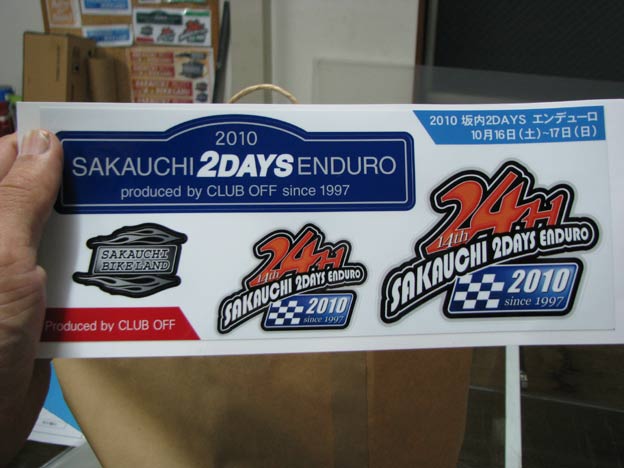 2010 坂内2DAYS エンデューロ
10月16日(土)~17日(日)
2010
SAKAUCHI 2DAYS ENDURO
produced by CLUB OFF since 1997
SAKAUCHI
BIKELAND
Produced by CLUB OFF
24H
14th
SAKAUCHI 2DAYS ENDURO
2010
since 1997
24H
14th
SAKAUCHI 2DAYS ENDURO
2010
since 1997